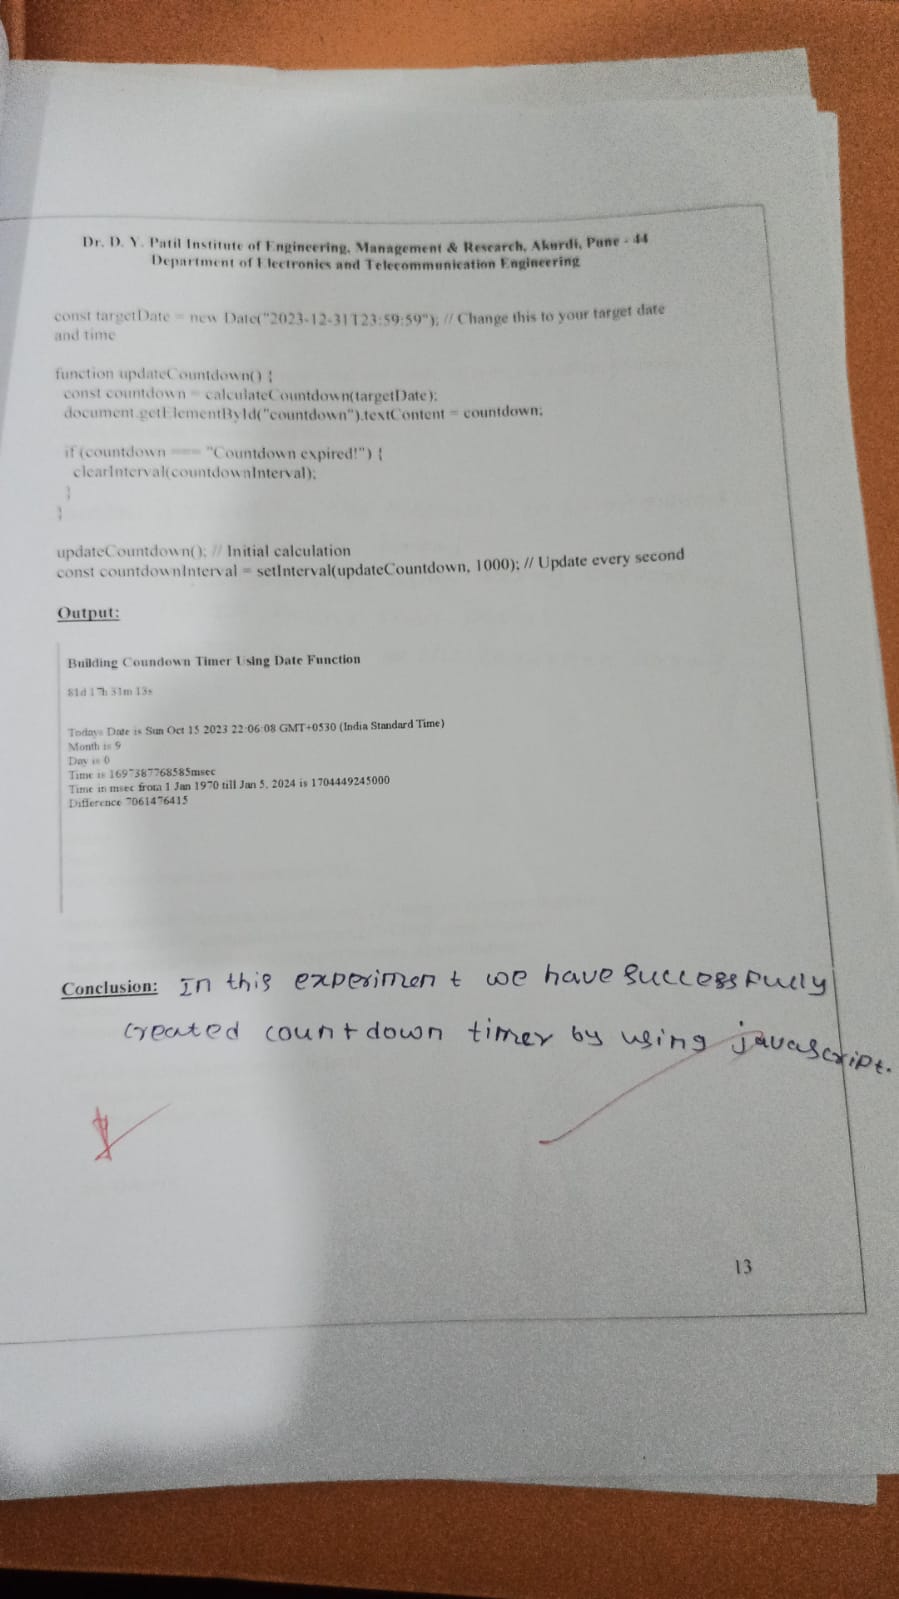 Dr. D. Y. Patil Institute of Engineering, Management & Research, Akurdi, Pune - 44
Department of Electronics and Telecommunication Engineering
const targetDate = new Date("2023-12-31T23:59:59"); // Change this to your target date
and time
function updateCountdown() {
const countdown = calculateCountdown(targetDate);
document.getElementById("countdown").textContent = countdown;
if (countdown === "Countdown expired!") {
clearInterval(countdownInterval);
}
}
updateCountdown(); // Initial calculation
const countdownInterval = setInterval(updateCountdown, 1000); // Update every second
Output:
Building Coundown Timer Using Date Function
81d 17h 31m 13s
Todays Date is Sun Oct 15 2023 22:06:08 GMT+0530 (India Standard Time)
Month is 9
Day is 0
Time is 1697387768585msec
Time in msec from 1 Jan 1970 till Jan 5, 2024 is 1704449245000
Difference 7061476415
Conclusion: In this experiment we have successfully
created countdown timer by using javascript.
13